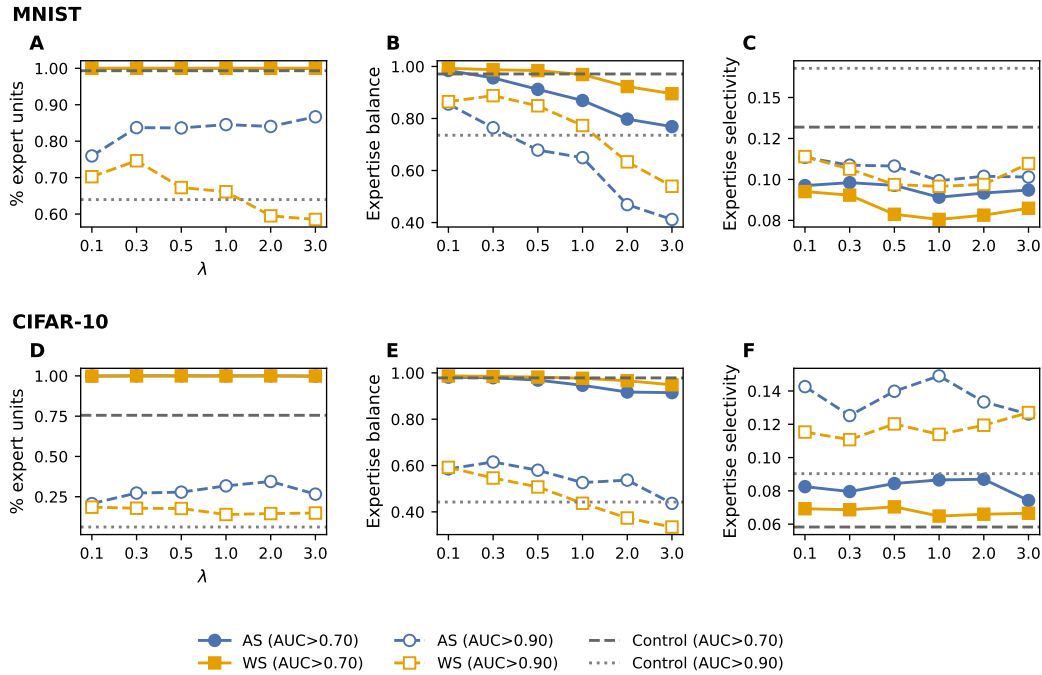 MNIST
A
% expert units
1.00
0.90
0.80
0.70
0.60
0.1 0.3 0.5 1.0 2.0 3.0
λ
B
Expertise balance
1.00
0.80
0.60
0.40
0.1 0.3 0.5 1.0 2.0 3.0
C
Expertise selectivity
0.15
0.12
0.10
0.08
0.1 0.3 0.5 1.0 2.0 3.0
CIFAR-10
D
% expert units
1.00
0.75
0.50
0.25
0.1 0.3 0.5 1.0 2.0 3.0
λ
E
Expertise balance
1.00
0.80
0.60
0.40
0.1 0.3 0.5 1.0 2.0 3.0
F
Expertise selectivity
0.14
0.12
0.10
0.08
0.06
0.1 0.3 0.5 1.0 2.0 3.0
AS (AUC>0.70) AS (AUC>0.90) Control (AUC>0.70)
WS (AUC>0.70) WS (AUC>0.90) Control (AUC>0.90)